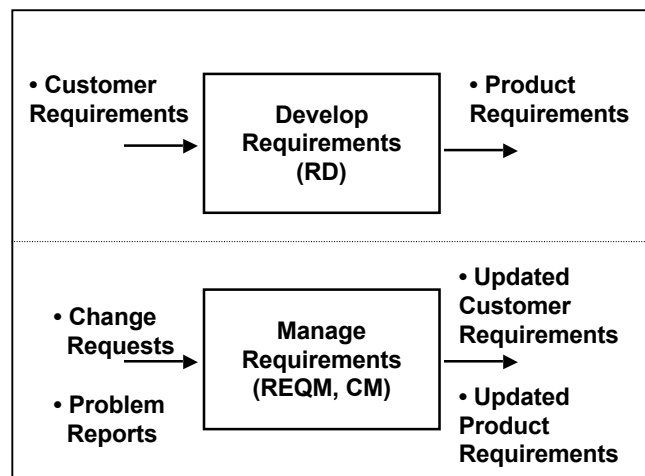 • Customer
Requirements
Develop
Requirements
(RD)
• Product
Requirements
• Change
Requests
• Problem
Reports
Manage
Requirements
(REQM, CM)
• Updated
Customer
Requirements
• Updated
Product
Requirements